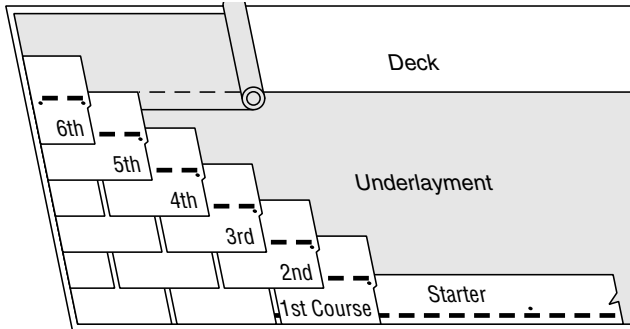 Deck
6th
5th
Underlayment
4th
3rd
2nd
Starter
1st Course